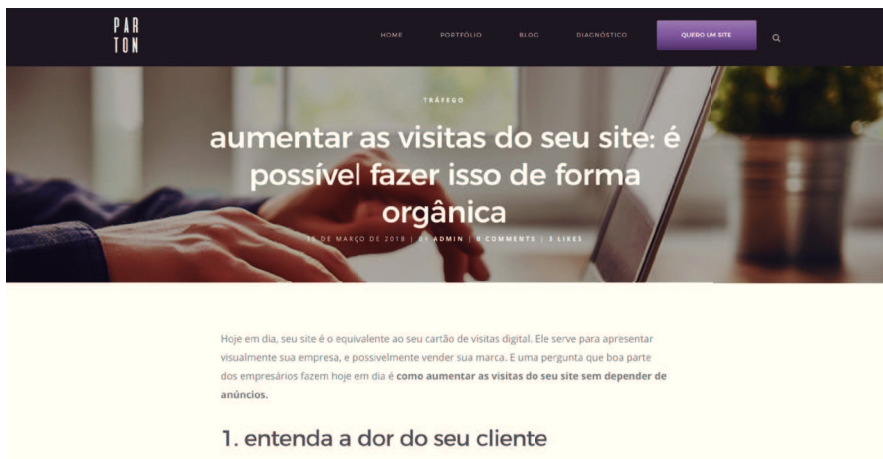 PAR
TON
HOME PORTFÓLIO BLOG DIAGNÓSTICO QUERO UM SITE
TRÁFEGO
aumentar as visitas do seu site: é
possível fazer isso de forma
orgânica
15 DE MARÇO DE 2018 | BY ADMIN | 0 COMMENTS | 3 LIKES
Hoje em dia, seu site é o equivalente ao seu cartão de visitas digital. Ele serve para apresentar
visualmente sua empresa, e possivelmente vender sua marca. E uma pergunta que boa parte
dos empresários fazem hoje em dia é como aumentar as visitas do seu site sem depender de
anúncios.
1. entenda a dor do seu cliente